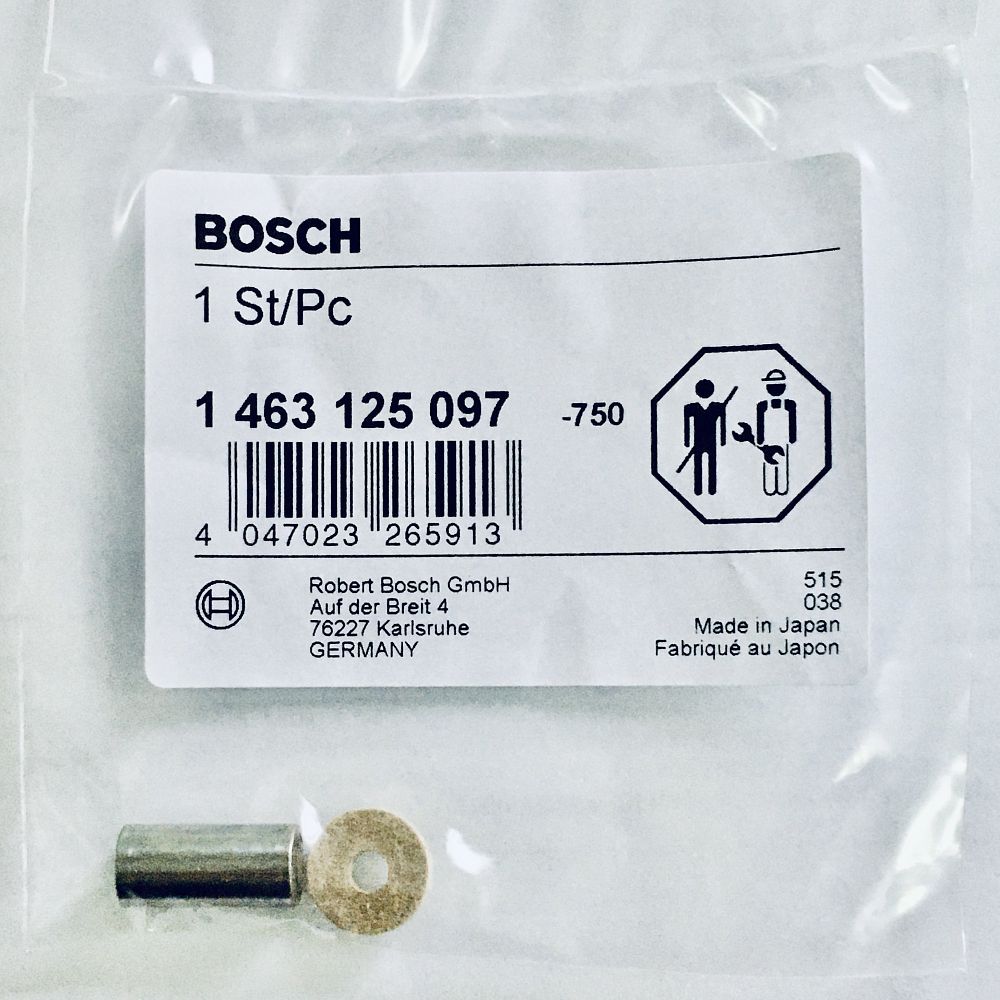 BOSCH
1 St/Pc
1 463 125 097 -750
4 047023 265913
Robert Bosch GmbH
Auf der Breit 4
76227 Karlsruhe
GERMANY
515
038
Made in Japan
Fabriqué au Japon